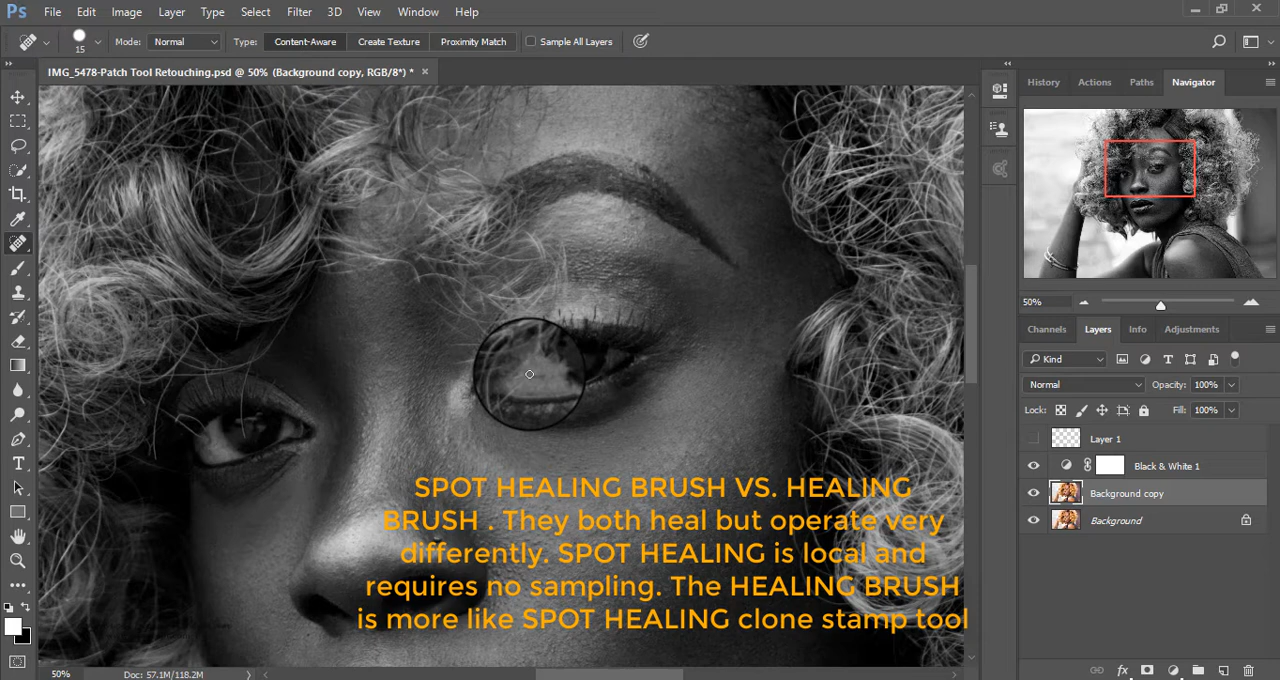 Ps File Edit Image Layer Type Select Filter 3D View Window Help
15 Mode: Normal Type: Content-Aware Create Texture Proximity Match Sample All Layers
IMG_5478-Patch Tool Retouching.psd @ 50% (Background copy, RGB/8*) * ×
History Actions Paths Navigator
50%
Channels Layers Info Adjustments
Kind
Normal Opacity: 100%
Lock: Fill: 100%
Layer 1
Black & White 1
Background copy
Background
SPOT HEALING BRUSH VS. HEALING
BRUSH . They both heal but operate very
differently. SPOT HEALING is local and
requires no sampling. The HEALING BRUSH
is more like SPOT HEALING clone stamp tool
50% Doc: 57.1M/118.2M